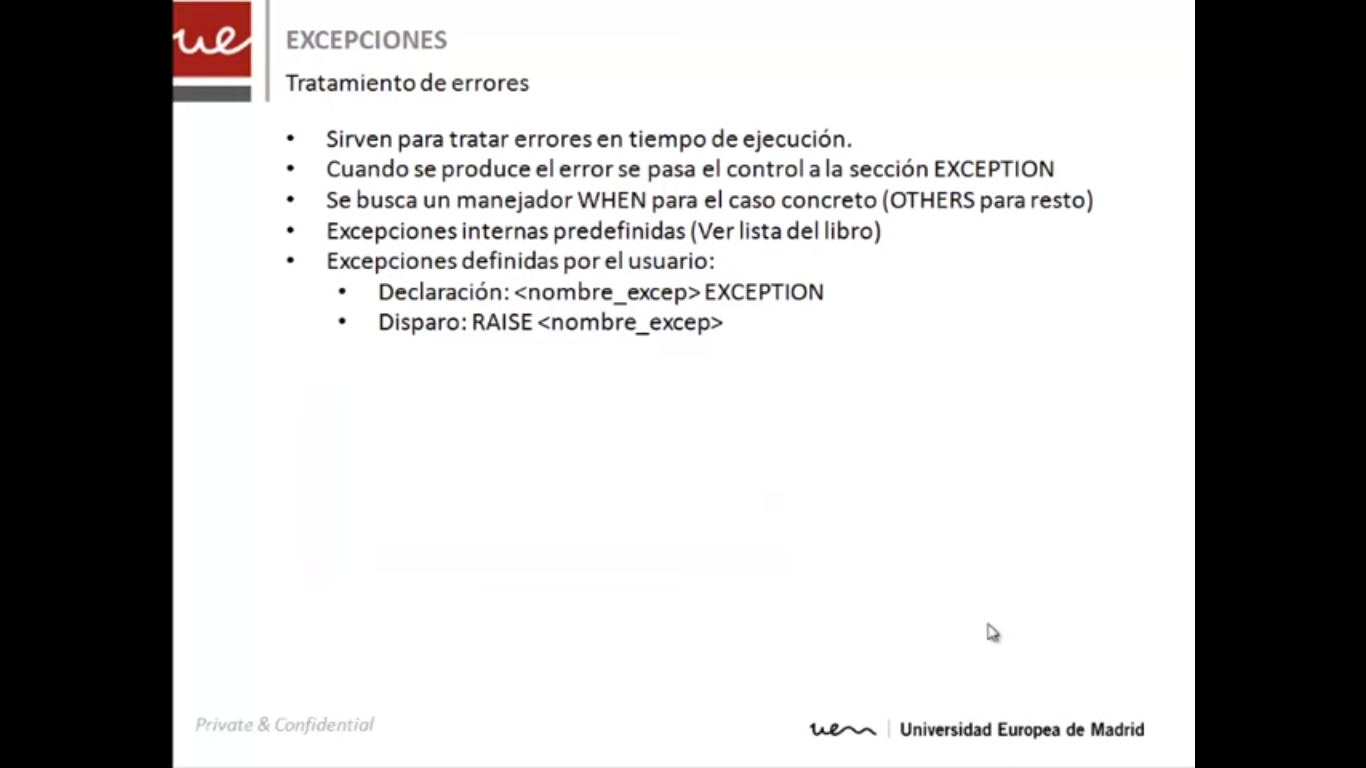 ue
EXCEPCIONES
Tratamiento de errores
• Sirven para tratar errores en tiempo de ejecución.
• Cuando se produce el error se pasa el control a la sección EXCEPTION
• Se busca un manejador WHEN para el caso concreto (OTHERS para resto)
• Excepciones internas predefinidas (Ver lista del libro)
• Excepciones definidas por el usuario:
• Declaración: <nombre_excep> EXCEPTION
• Disparo: RAISE <nombre_excep>
Private & Confidential
uem | Universidad Europea de Madrid